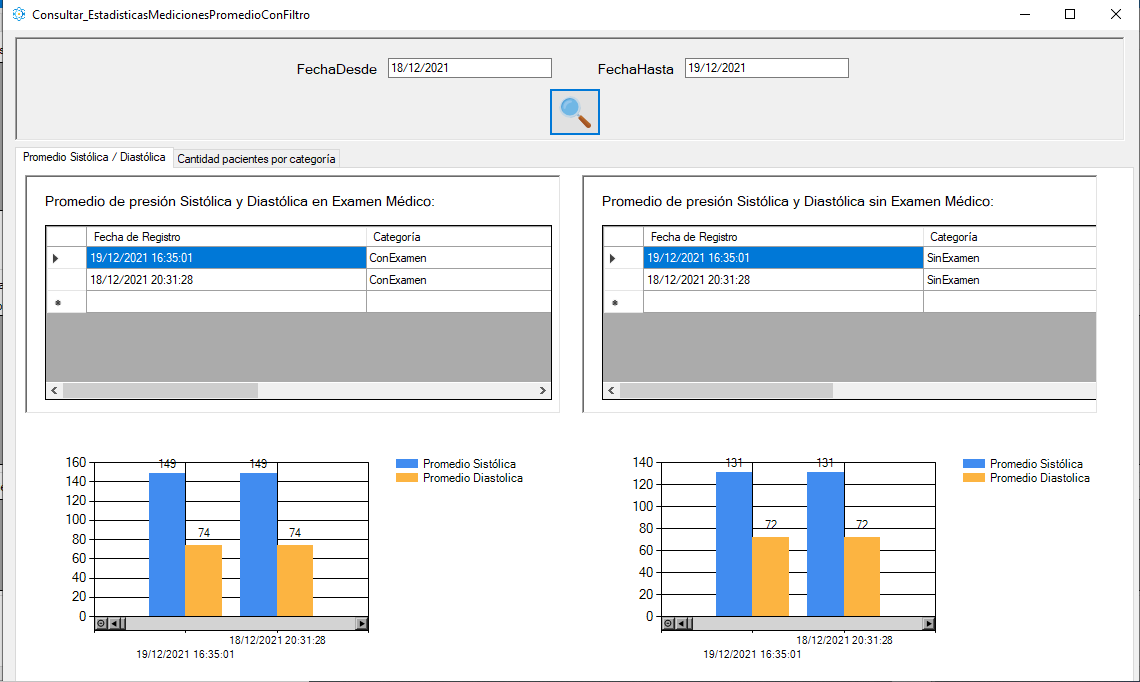 Consultar_EstadisticasMedicionesPromedioConFiltro
FechaDesde 18/12/2021 FechaHasta 19/12/2021
Promedio Sistólica / Diastólica Cantidad pacientes por categoría
Promedio de presión Sistólica y Diastólica en Examen Médico:
Fecha de Registro Categoría
19/12/2021 16:35:01 ConExamen
18/12/2021 20:31:28 ConExamen
Promedio de presión Sistólica y Diastólica sin Examen Médico:
Fecha de Registro Categoría
19/12/2021 16:35:01 SinExamen
18/12/2021 20:31:28 SinExamen
160
140
120
100
80
60
40
20
0
149 149
74 74
18/12/2021 20:31:28
19/12/2021 16:35:01
Promedio Sistólica
Promedio Diastolica
140
120
100
80
60
40
20
0
131 131
72 72
18/12/2021 20:31:28
19/12/2021 16:35:01
Promedio Sistólica
Promedio Diastolica